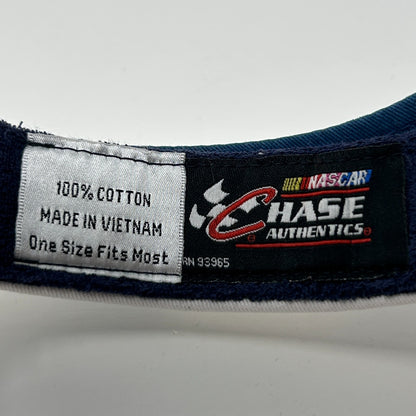 100% COTTON
MADE IN VIETNAM
One Size Fits Most
NASCAR
CHASE
AUTHENTICS
RN 93965